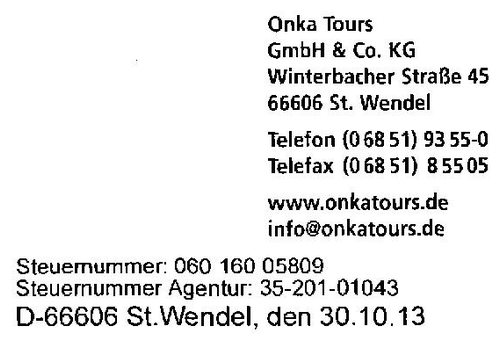 Onka Tours
GmbH & Co. KG
Winterbacher Straße 45
66606 St. Wendel
Telefon (0 68 51) 93 55-0
Telefax (0 68 51) 8 55 05
www.onkatours.de
info@onkatours.de
Steuernummer: 060 160 05809
Steuernummer Agentur: 35-201-01043
D-66606 St.Wendel, den 30.10.13